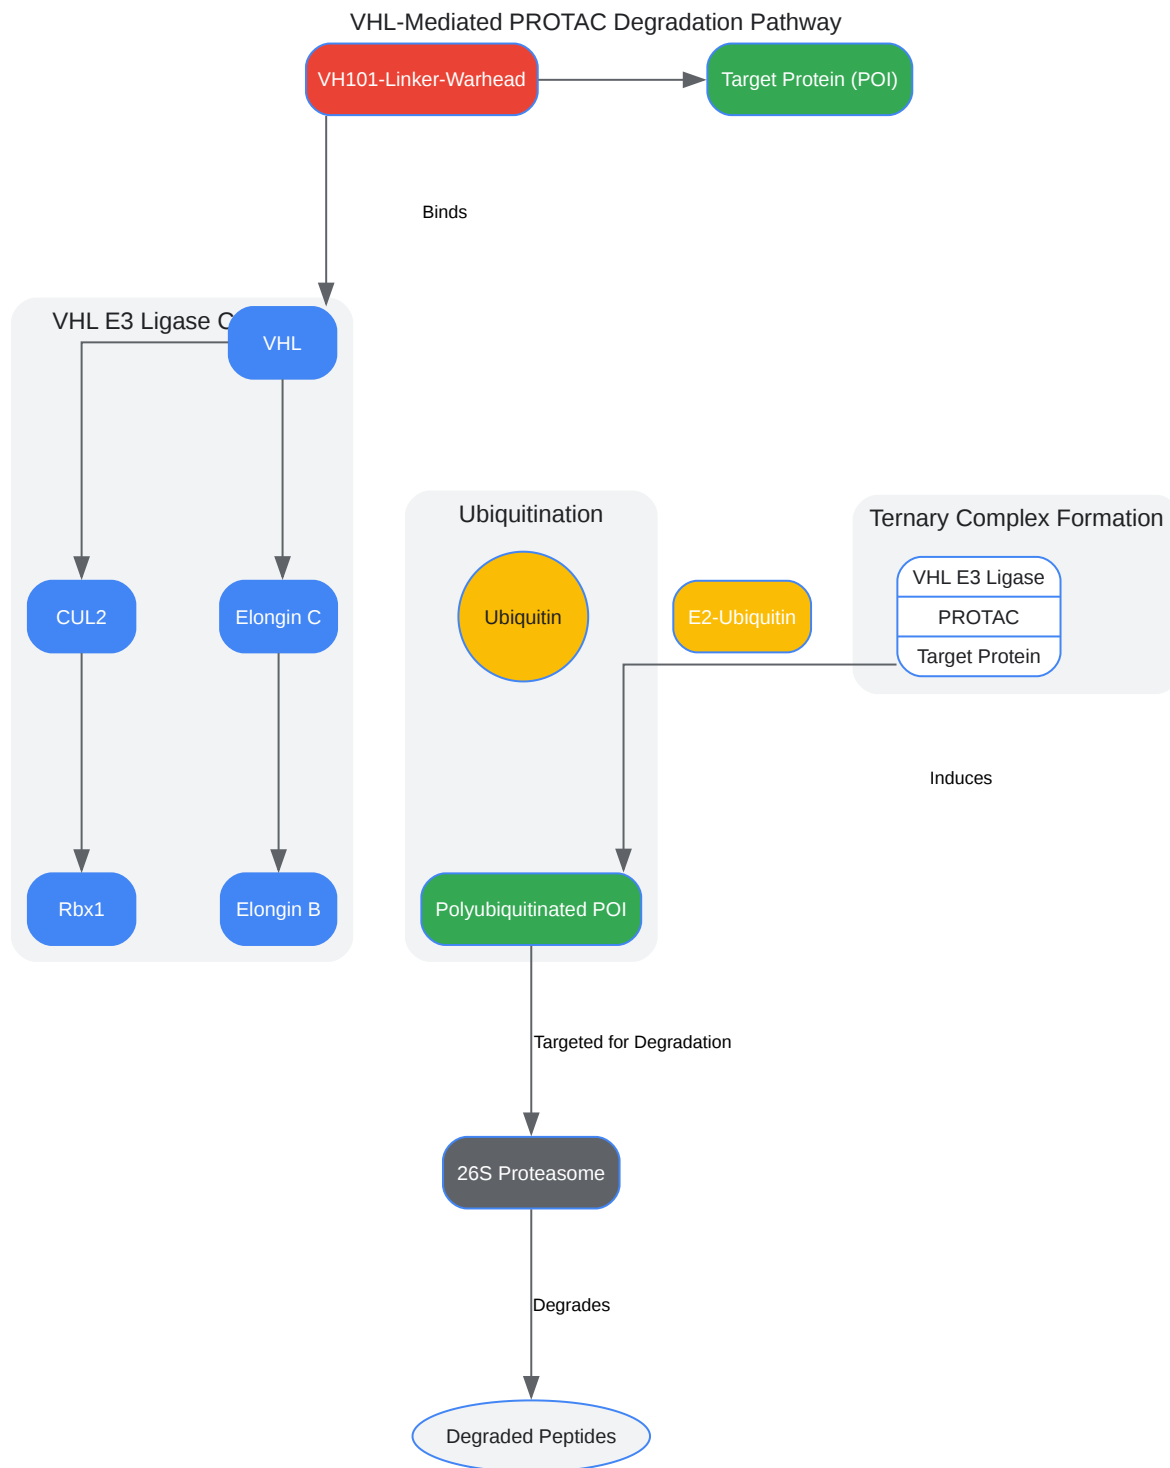 VHL-Mediated PROTAC Degradation Pathway
VH101-Linker-Warhead
Target Protein (POI)
Binds
VHL E3 Ligase C
VHL
CUL2
Elongin C
Rbx1
Elongin B
Ubiquitination
Ubiquitin
E2-Ubiquitin
Ternary Complex Formation
VHL E3 Ligase
PROTAC
Target Protein
Induces
Polyubiquitinated POI
Targeted for Degradation
26S Proteasome
Degrades
Degraded Peptides